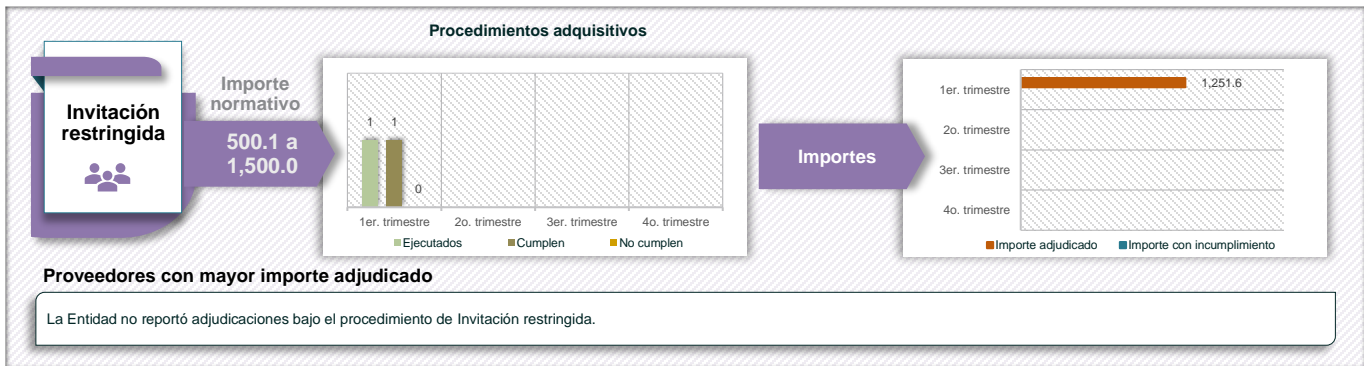 Procedimientos adquisitivos
Invitación
restringida
Importe
normativo
500.1 a
1,500.0
1 1
0
1er. trimestre 2o. trimestre 3er. trimestre 4o. trimestre
Ejecutados Cumplen No cumplen
Importes
1er. trimestre 1,251.6
2o. trimestre
3er. trimestre
4o. trimestre
Importe adjudicado Importe con incumplimiento
Proveedores con mayor importe adjudicado
La Entidad no reportó adjudicaciones bajo el procedimiento de Invitación restringida.